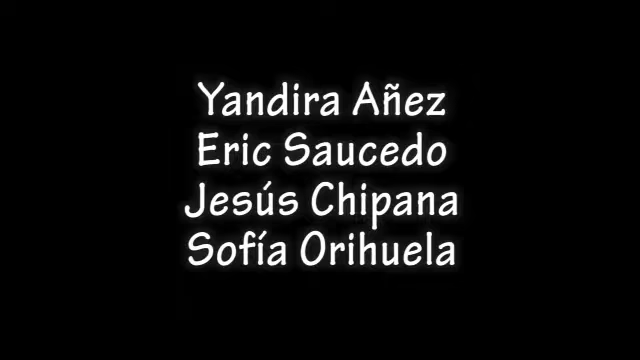 Yandira Añez
Eric Saucedo
Jesús Chipana
Sofía Orihuela